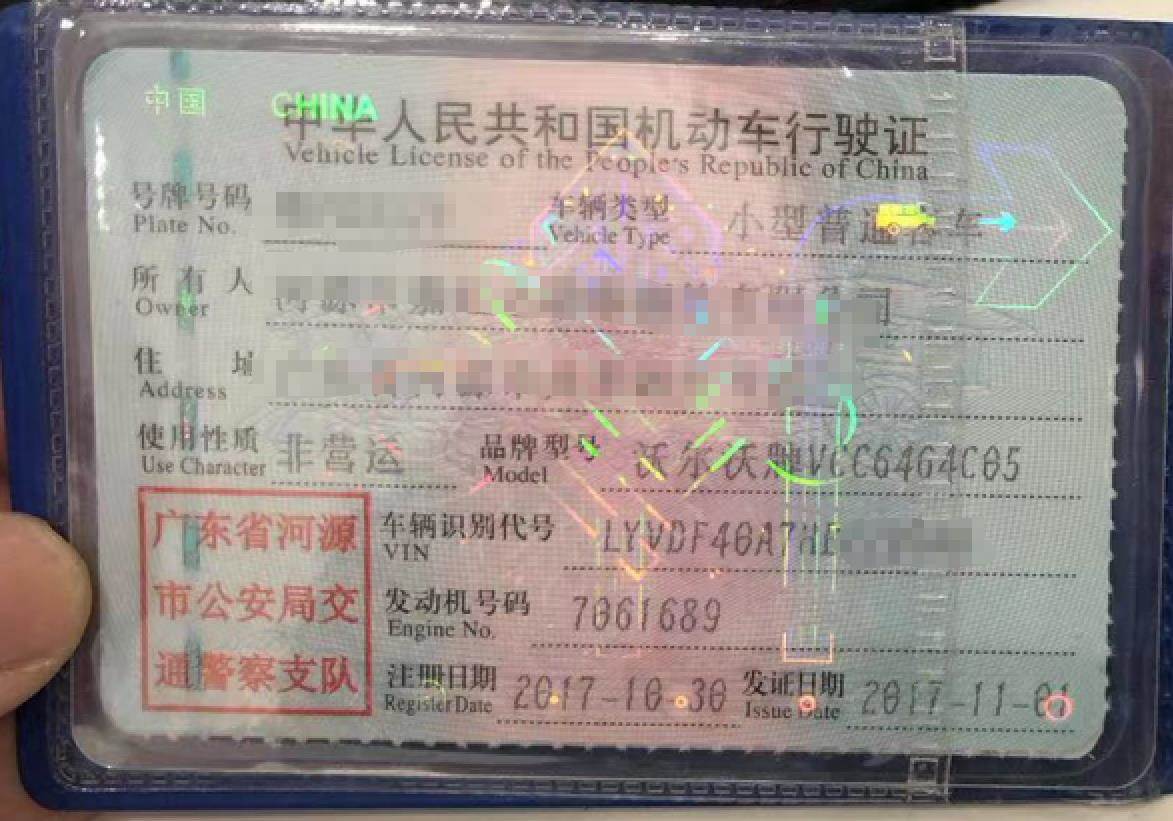 中国 CHINA
中华人民共和国机动车行驶证
Vehicle License of the People's Republic of China
号牌号码
Plate No.
车辆类型 小型普通客车
Vehicle Type
所有人
Owner
住址
Address
使用性质 非营运
Use Character
品牌型号 沃尔沃牌VCC6464C05
Model
广东省河源
市公安局交
通警察支队
车辆识别代号 LYVDF40A7H
VIN
发动机号码 7061689
Engine No.
注册日期 2017-10-30
Register Date
发证日期 2017-11-01
Issue Date